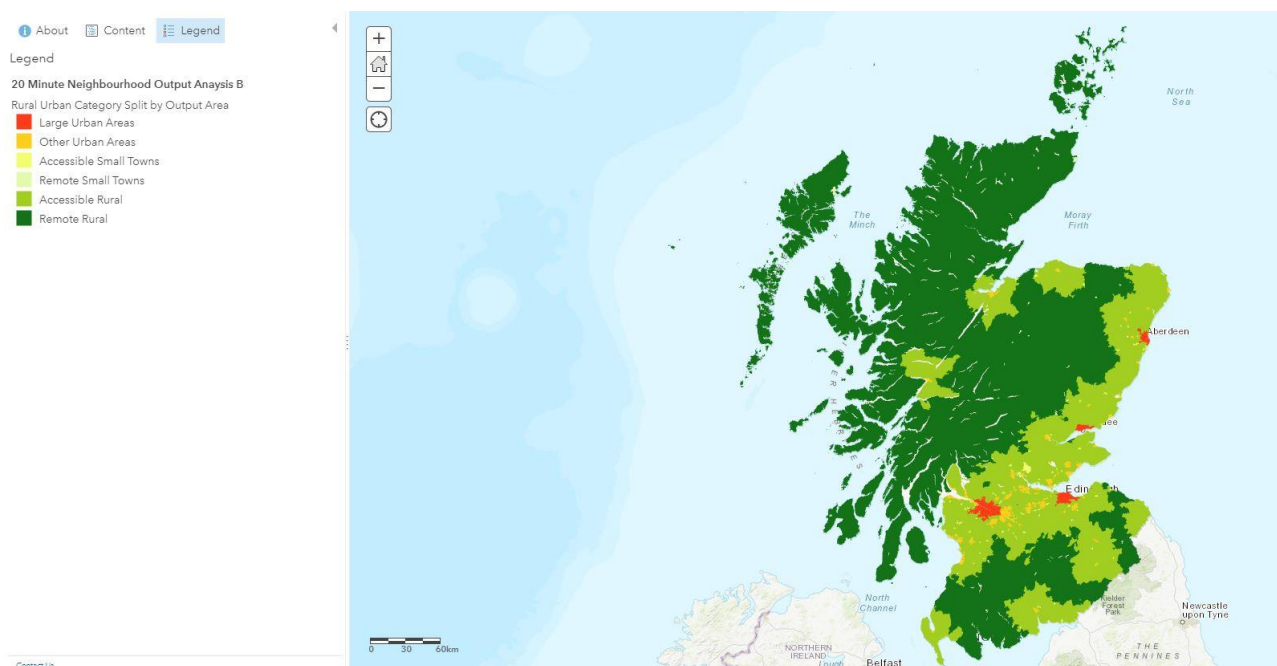 About Content Legend
Legend
20 Minute Neighbourhood Output Anaysis B
Rural Urban Category Split by Output Area
Large Urban Areas
Other Urban Areas
Accessible Small Towns
Remote Small Towns
Accessible Rural
Remote Rural
+
−
North
Sea
The
Minch
Moray
Firth
Aberdeen
North
Channel
Kielder
Forest
Park
Newcastle
upon Tyne
NORTHERN
IRELAND
THE
PENNINES
Belfast
0 30 60km